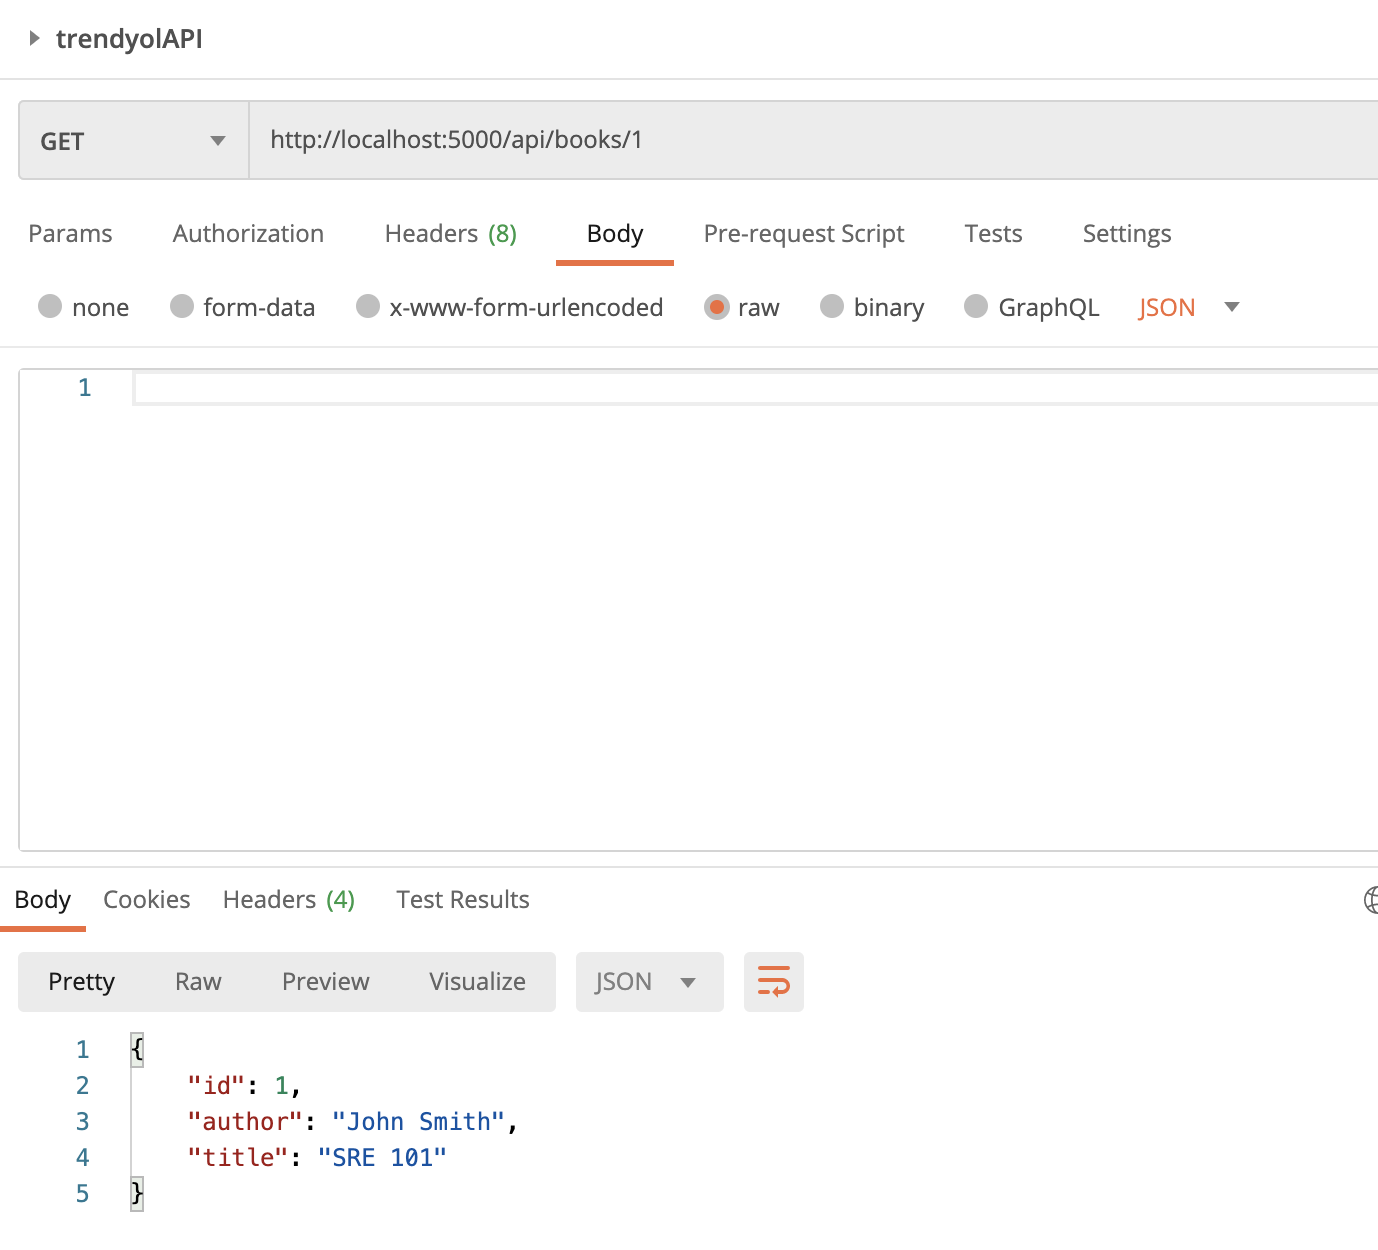 trendyolAPI
GET http://localhost:5000/api/books/1
Params Authorization Headers (8) Body Pre-request Script Tests Settings
none form-data x-www-form-urlencoded raw binary GraphQL JSON
1
Body Cookies Headers (4) Test Results
Pretty Raw Preview Visualize JSON
1 {
2 "id": 1,
3 "author": "John Smith",
4 "title": "SRE 101"
5 }